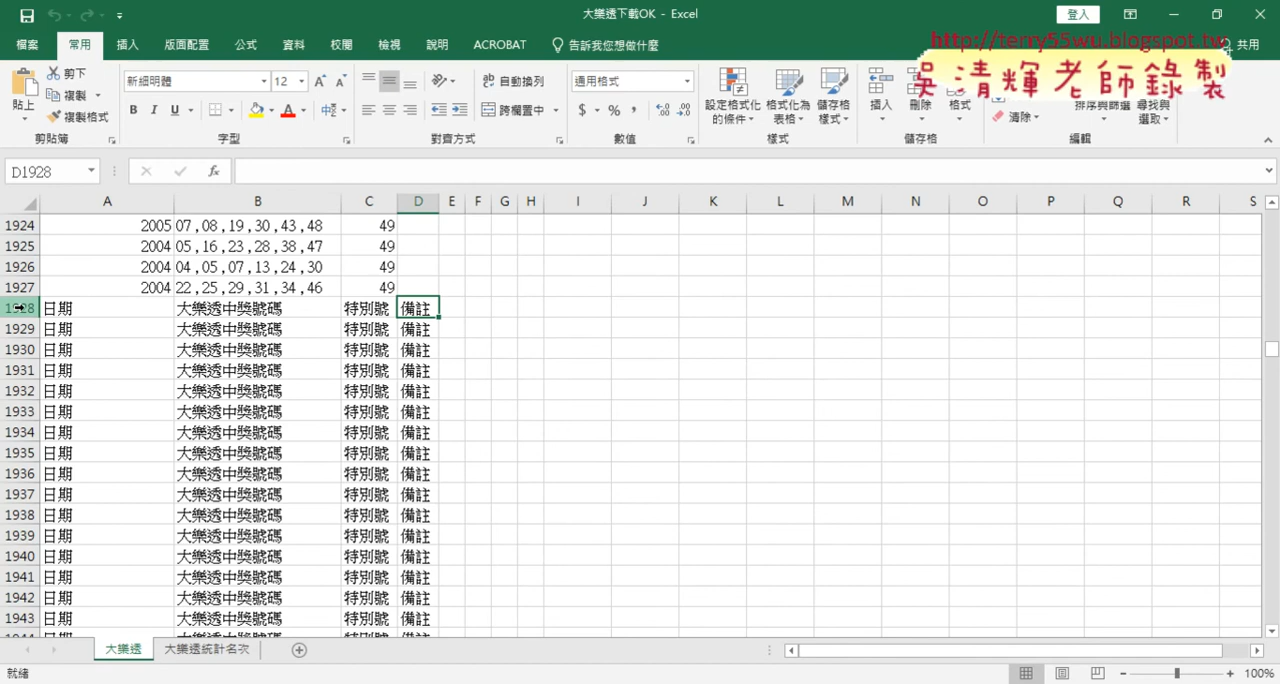 大樂透下載OK - Excel
登入
檔案 常用 插入 版面配置 公式 資料 校閱 檢視 說明 ACROBAT 告訴我您想做什麼 共用
http://terry55wu.blogspot.tw
吳清輝老師錄製
貼上 剪下 複製 複製格式 剪貼簿
新細明體 12 B I U A 字型
自動換列 跨欄置中 對齊方式
通用格式 $ % , 數值
設定格式化的條件 格式化為表格 儲存格樣式 樣式
插入 刪除 格式 儲存格
清除 排序與篩選 尋找與選取 編輯
D1928 fx
A B C D E F G H I J K L M N O P Q R S
1924 2005 07,08,19,30,43,48 49
1925 2004 05,16,23,28,38,47 49
1926 2004 04,05,07,13,24,30 49
1927 2004 22,25,29,31,34,46 49
1928 日期 大樂透中獎號碼 特別號 備註
1929 日期 大樂透中獎號碼 特別號 備註
1930 日期 大樂透中獎號碼 特別號 備註
1931 日期 大樂透中獎號碼 特別號 備註
1932 日期 大樂透中獎號碼 特別號 備註
1933 日期 大樂透中獎號碼 特別號 備註
1934 日期 大樂透中獎號碼 特別號 備註
1935 日期 大樂透中獎號碼 特別號 備註
1936 日期 大樂透中獎號碼 特別號 備註
1937 日期 大樂透中獎號碼 特別號 備註
1938 日期 大樂透中獎號碼 特別號 備註
1939 日期 大樂透中獎號碼 特別號 備註
1940 日期 大樂透中獎號碼 特別號 備註
1941 日期 大樂透中獎號碼 特別號 備註
1942 日期 大樂透中獎號碼 特別號 備註
1943 日期 大樂透中獎號碼 特別號 備註
大樂透 大樂透統計名次
就緒 100%